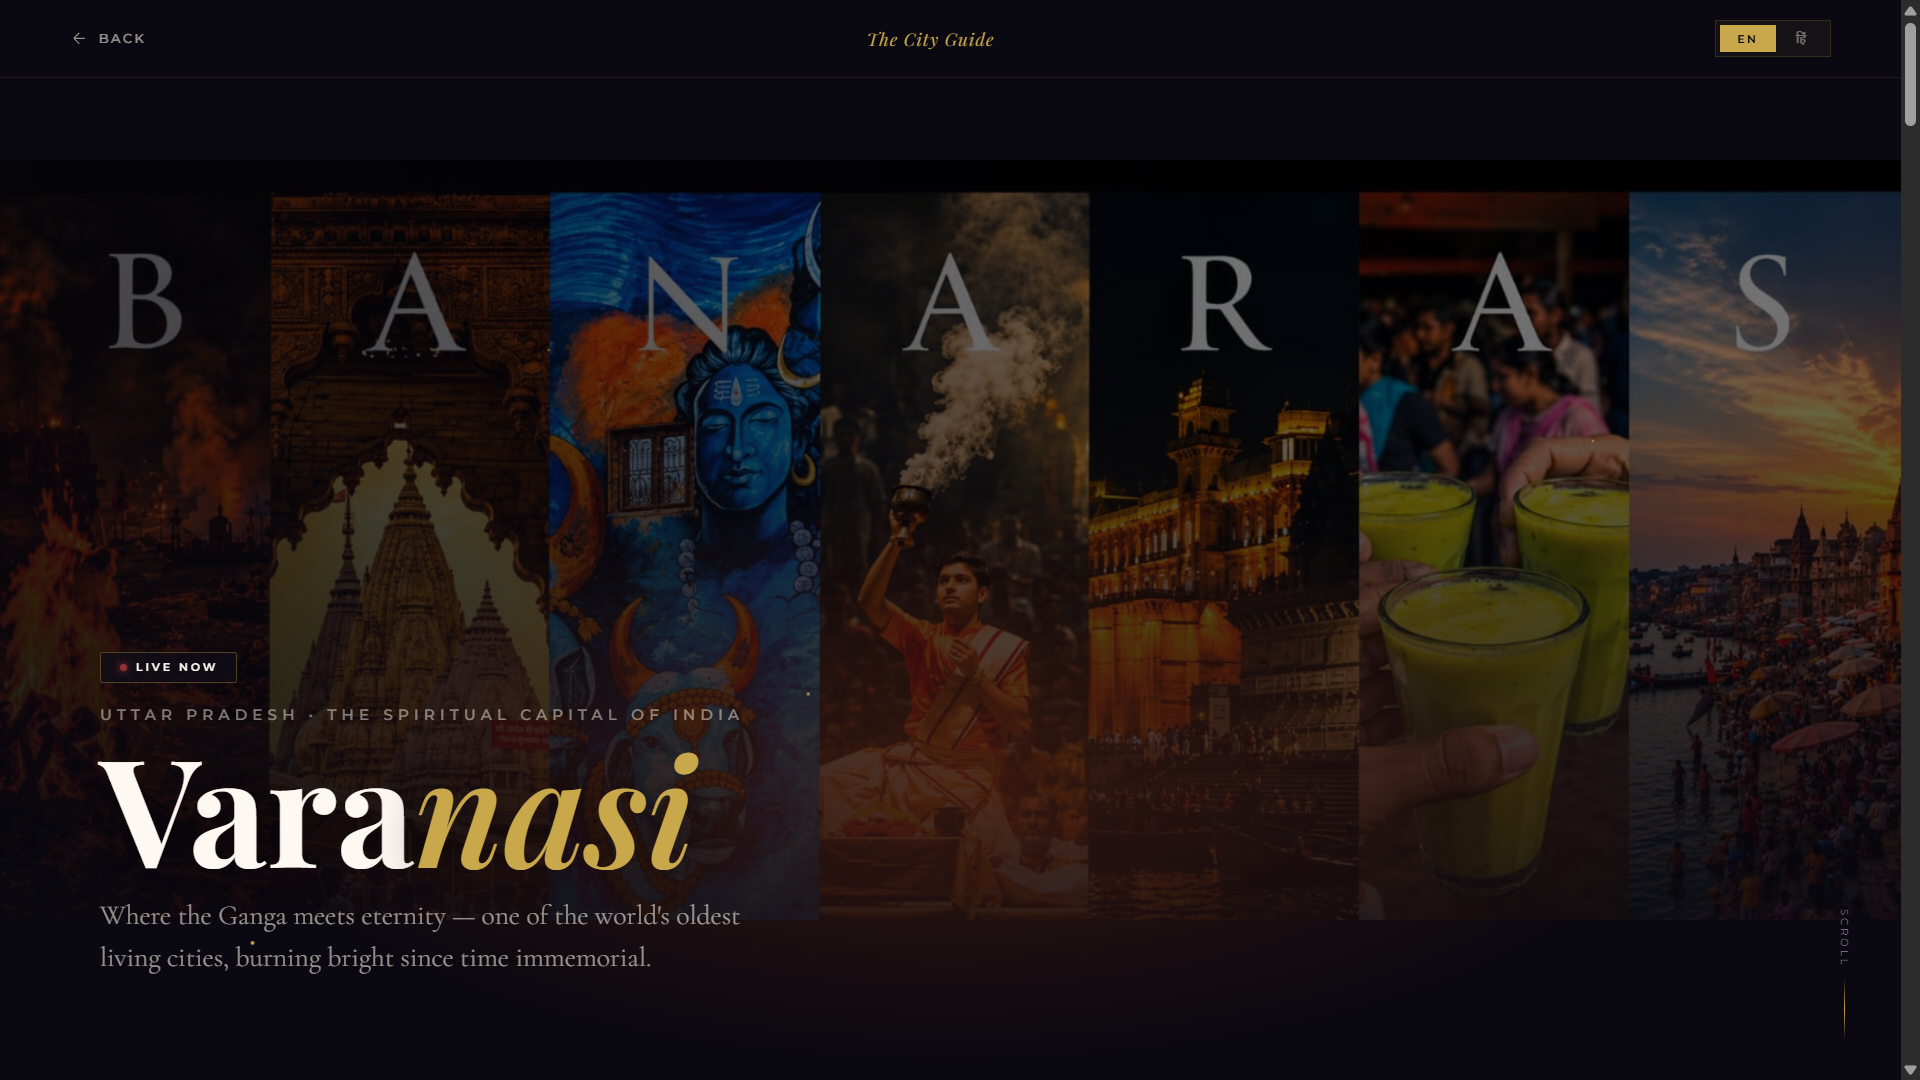 BACK
The City Guide
EN
हिं
B A N A R A S
LIVE NOW
UTTAR PRADESH · THE SPIRITUAL CAPITAL OF INDIA
Varanasi
Where the Ganga meets eternity — one of the world's oldest
living cities, burning bright since time immemorial.
SCROLL